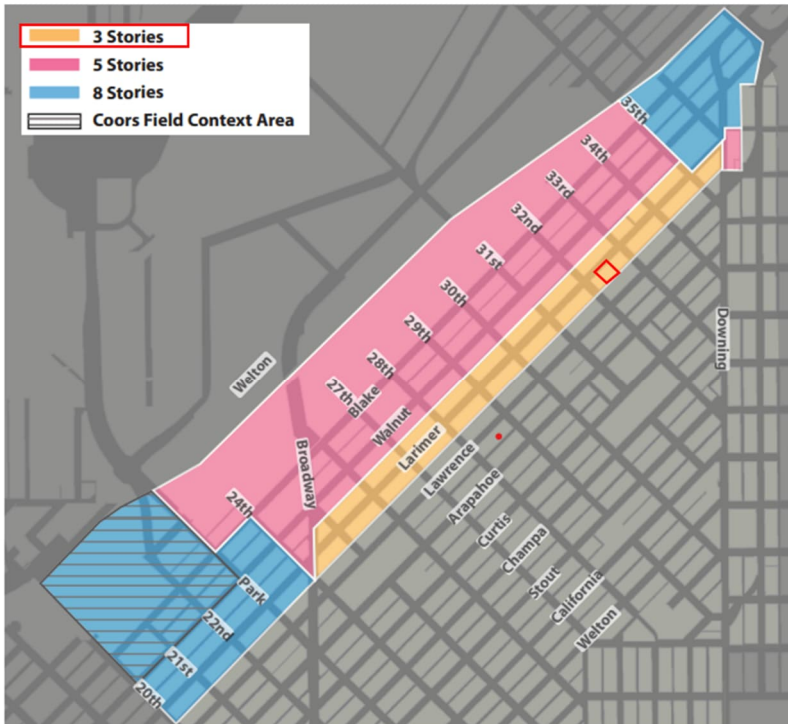 3 Stories
5 Stories
8 Stories
Coors Field Context Area
35th
34th
33rd
32nd
31st
30th
29th
28th
27th
Blake
Walnut
Larimer
Lawrence
Arapahoe
Curtis
Champa
Stout
California
Welton
Downing
Welton
Broadway
24th
Park
22nd
21st
20th